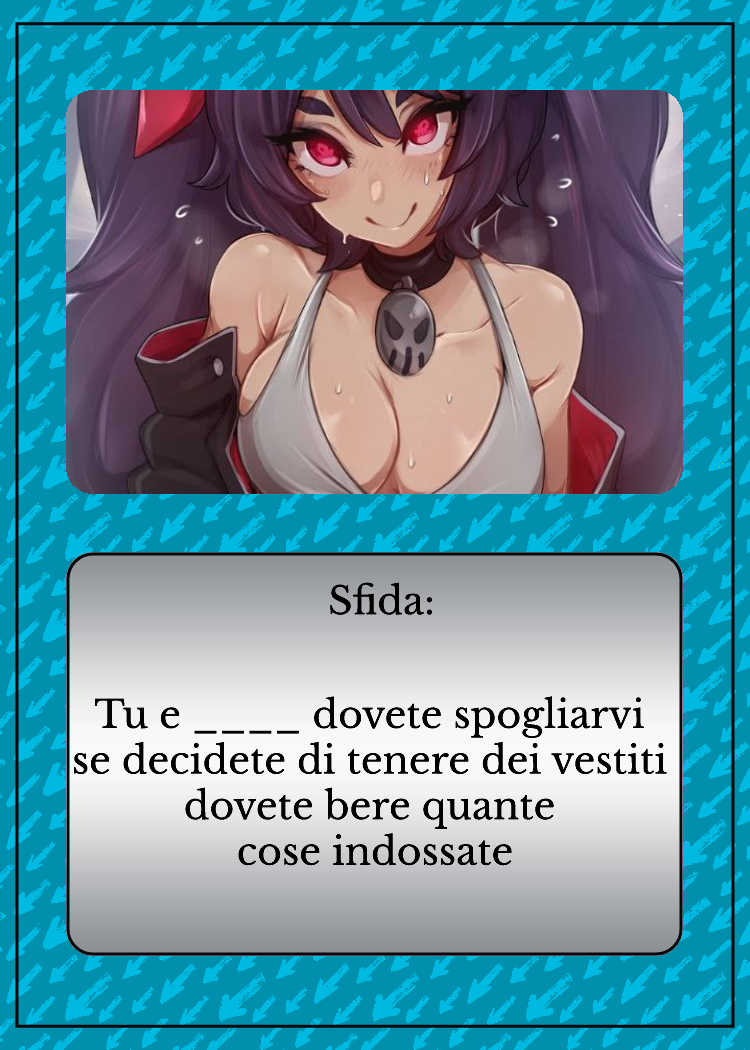 Sfida:
Tu e ____ dovete spogliarvi
se decidete di tenere dei vestiti
dovete bere quante
cose indossate